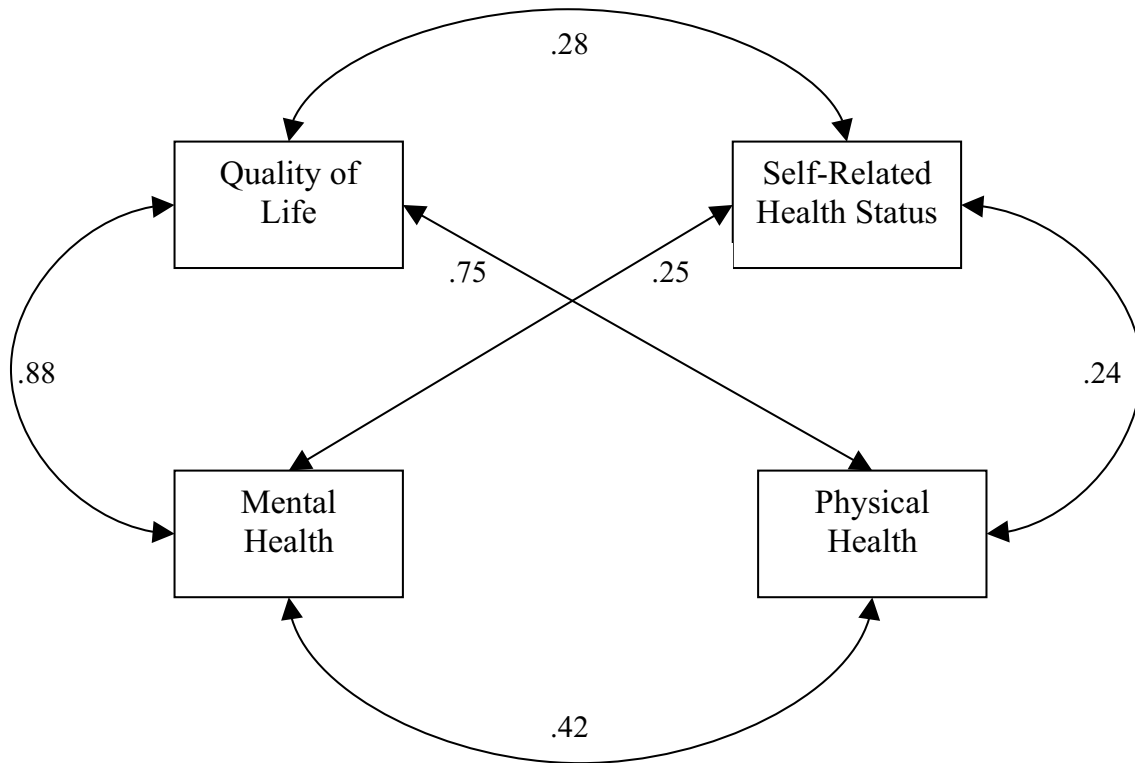 .28
Quality of
Life
Self-Related
Health Status
.75
.25
.88
.24
Mental
Health
Physical
Health
.42